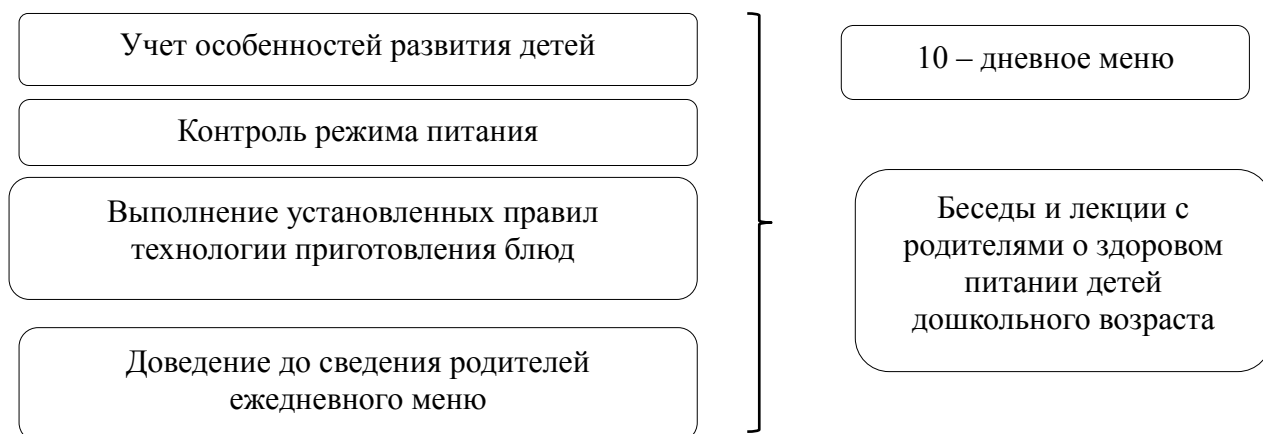 Учет особенностей развития детей
Контроль режима питания
Выполнение установленных правил
технологии приготовления блюд
Доведение до сведения родителей
ежедневного меню
10 – дневное меню
Беседы и лекции с
родителями о здоровом
питании детей
дошкольного возраста